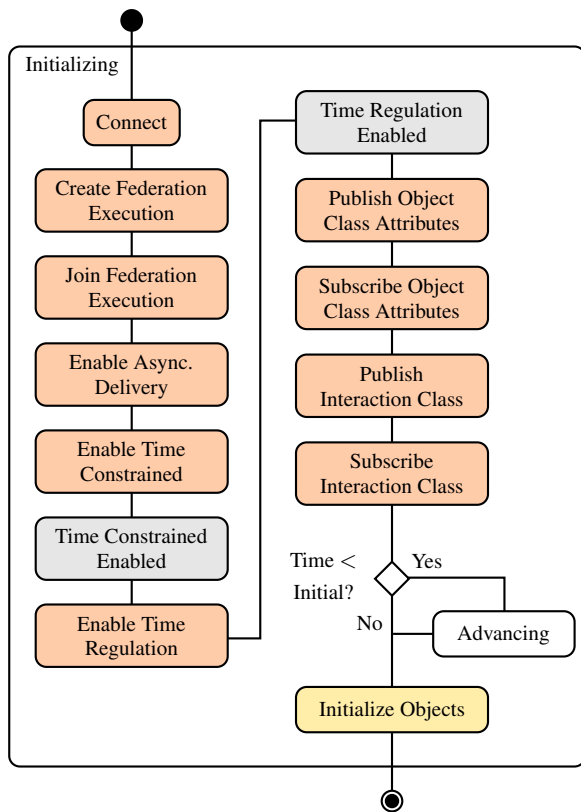 Initializing
Connect
Create Federation
Execution
Join Federation
Execution
Enable Async.
Delivery
Enable Time
Constrained
Time Constrained
Enabled
Enable Time
Regulation
Time Regulation
Enabled
Publish Object
Class Attributes
Subscribe Object
Class Attributes
Publish
Interaction Class
Subscribe
Interaction Class
Time <
Initial?
Yes
No
Advancing
Initialize Objects